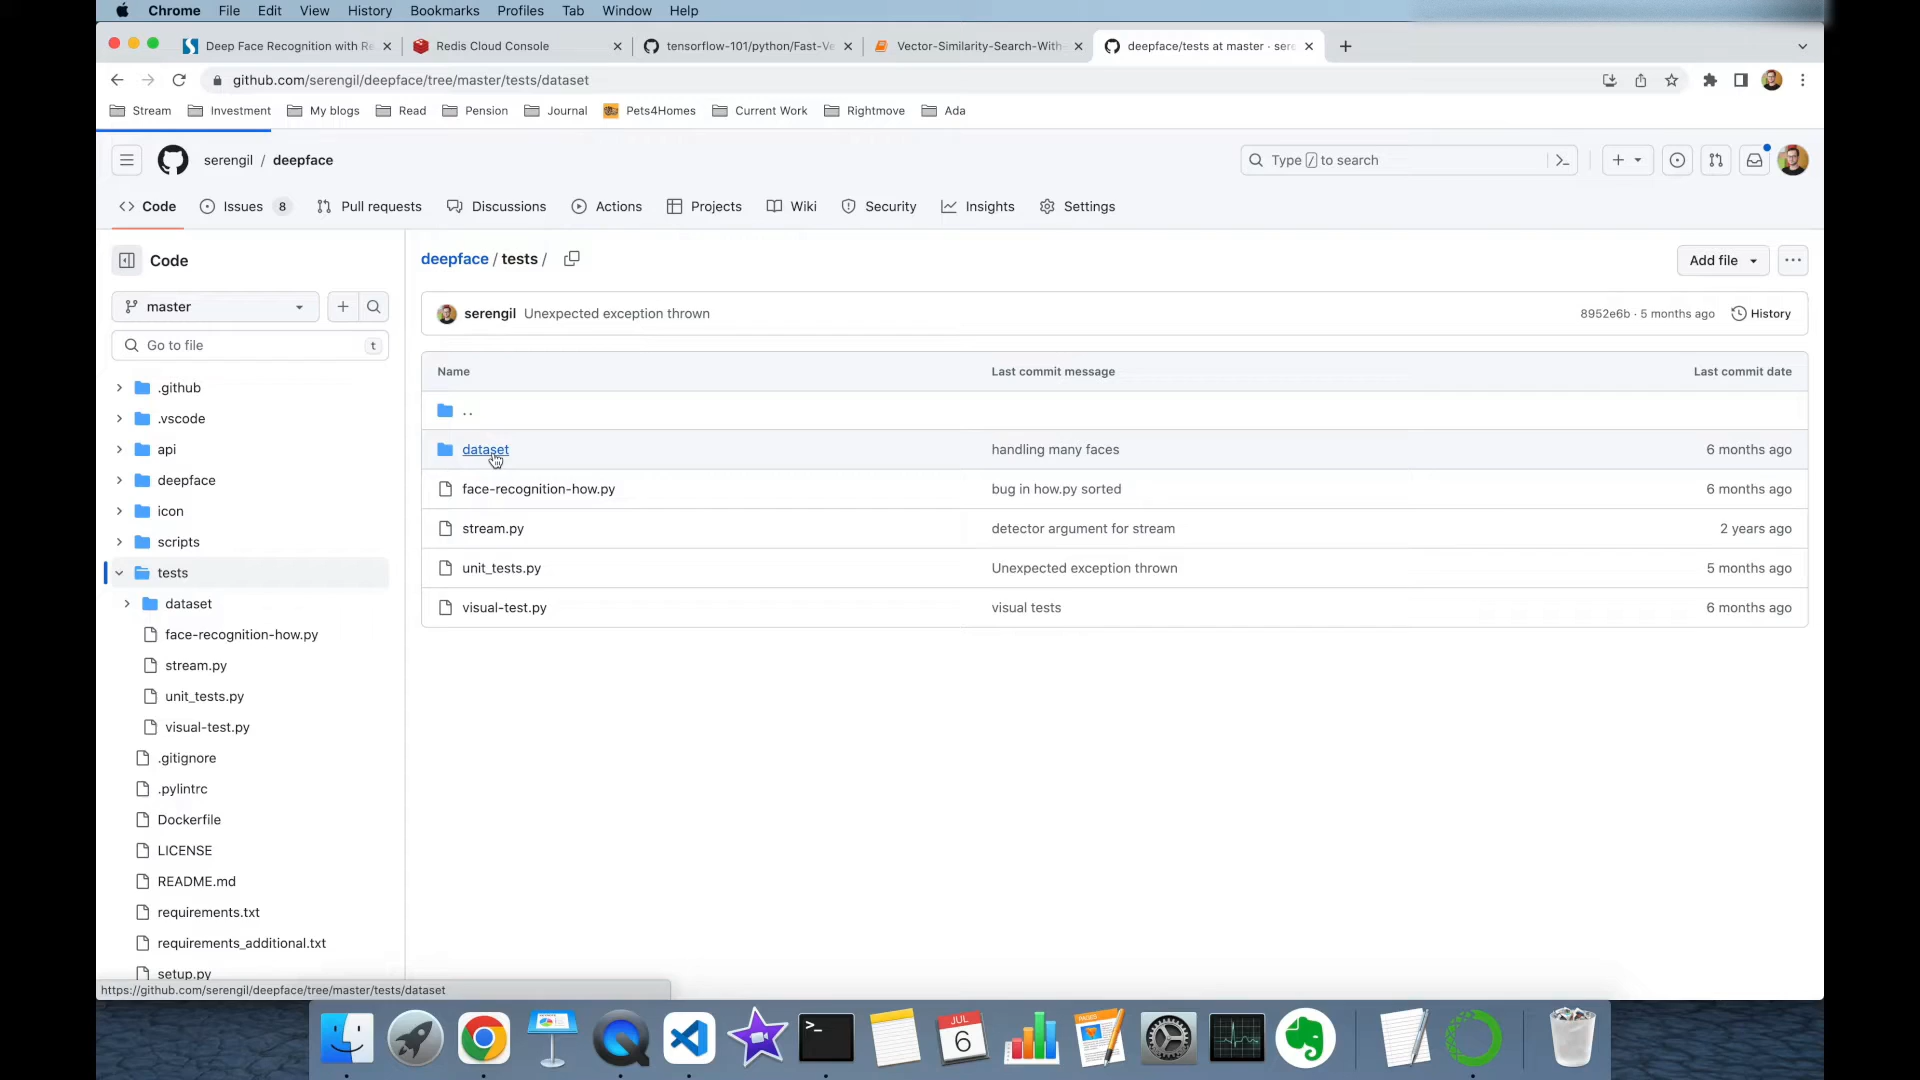 Chrome File Edit View History Bookmarks Profiles Tab Window Help
Deep Face Recognition with Re
Redis Cloud Console
tensorflow-101/python/Fast-Ve
Vector-Similarity-Search-With-
deepface/tests at master · sere
github.com/serengil/deepface/tree/master/tests/dataset
Stream Investment My blogs Read Pension Journal Pets4Homes Current Work Rightmove Ada
serengil / deepface
Type / to search
Code Issues 8 Pull requests Discussions Actions Projects Wiki Security Insights Settings
Code
master
Go to file t
.github
.vscode
api
deepface
icon
scripts
tests
dataset
face-recognition-how.py
stream.py
unit_tests.py
visual-test.py
.gitignore
.pylintrc
Dockerfile
LICENSE
README.md
requirements.txt
requirements_additional.txt
setup.py
deepface / tests /
Add file
serengil Unexpected exception thrown 8952e6b · 5 months ago History
Name Last commit message Last commit date
..
dataset handling many faces 6 months ago
face-recognition-how.py bug in how.py sorted 6 months ago
stream.py detector argument for stream 2 years ago
unit_tests.py Unexpected exception thrown 5 months ago
visual-test.py visual tests 6 months ago
https://github.com/serengil/deepface/tree/master/tests/dataset
JUL
6